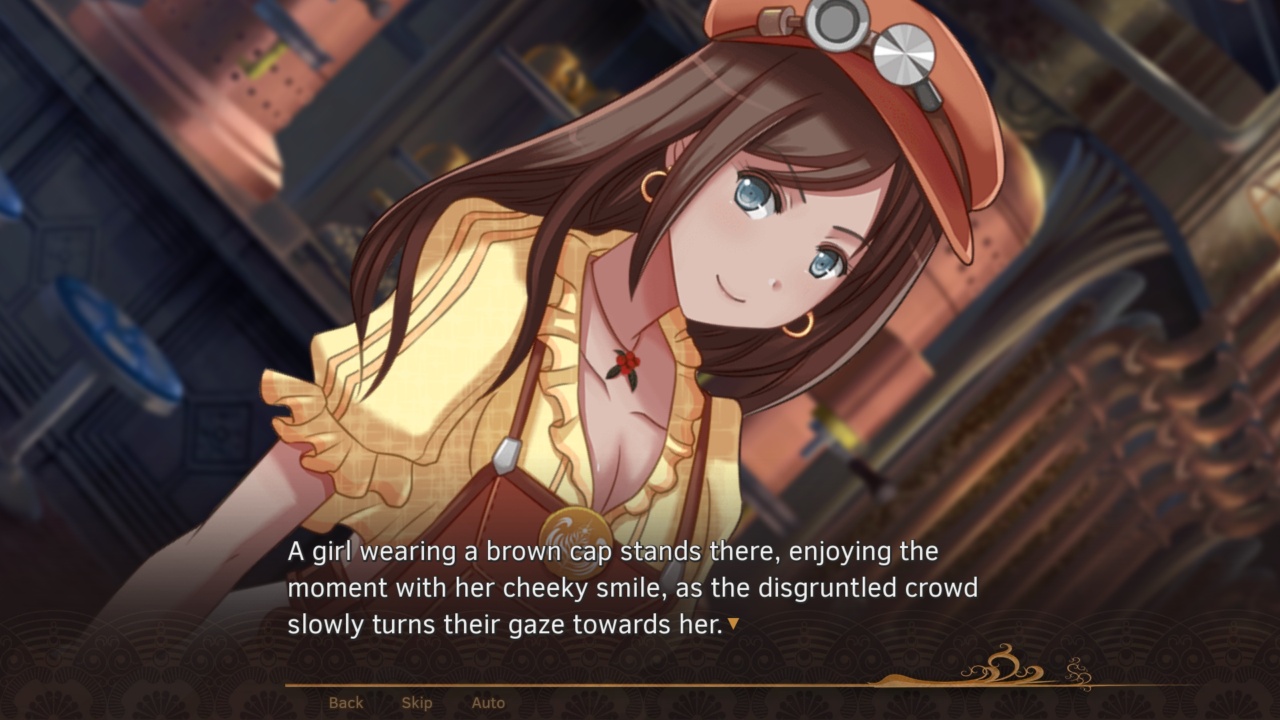 A girl wearing a brown cap stands there, enjoying the
moment with her cheeky smile, as the disgruntled crowd
slowly turns their gaze towards her.
Back Skip Auto